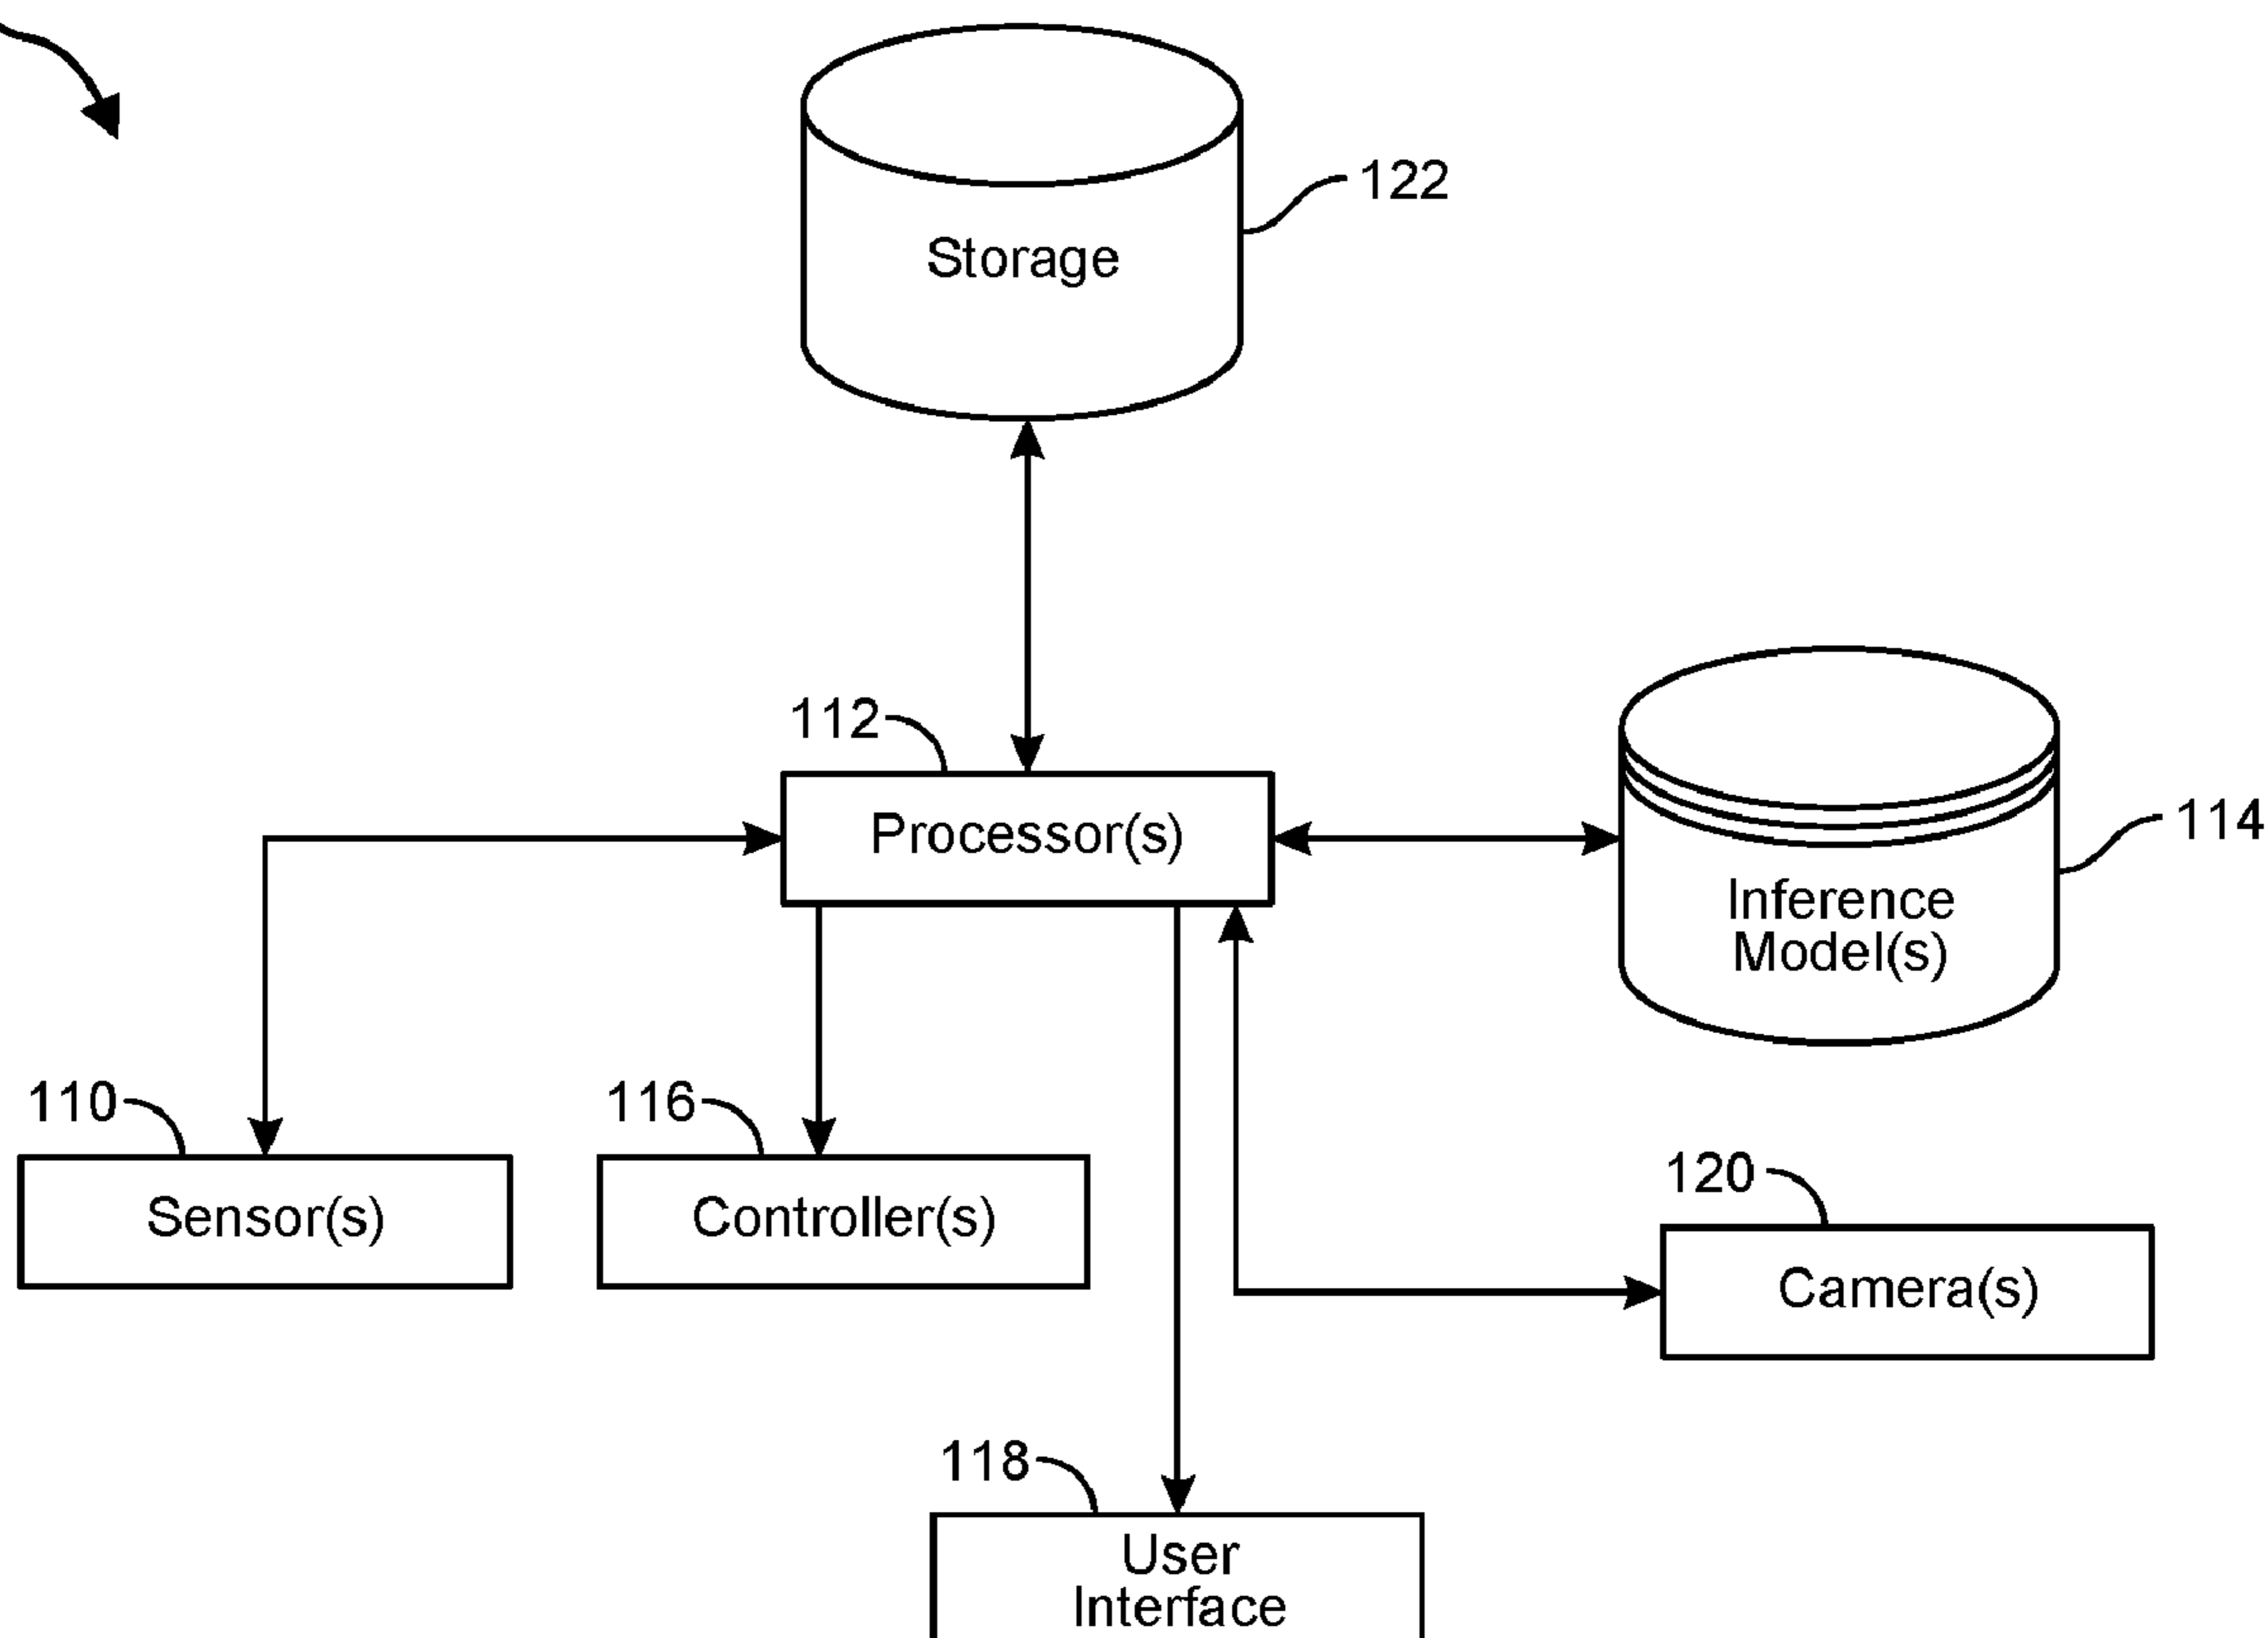 122
Storage
112
Processor(s)
114
Inference
Model(s)
110
116
120
Sensor(s)
Controller(s)
Camera(s)
118
User
Interface